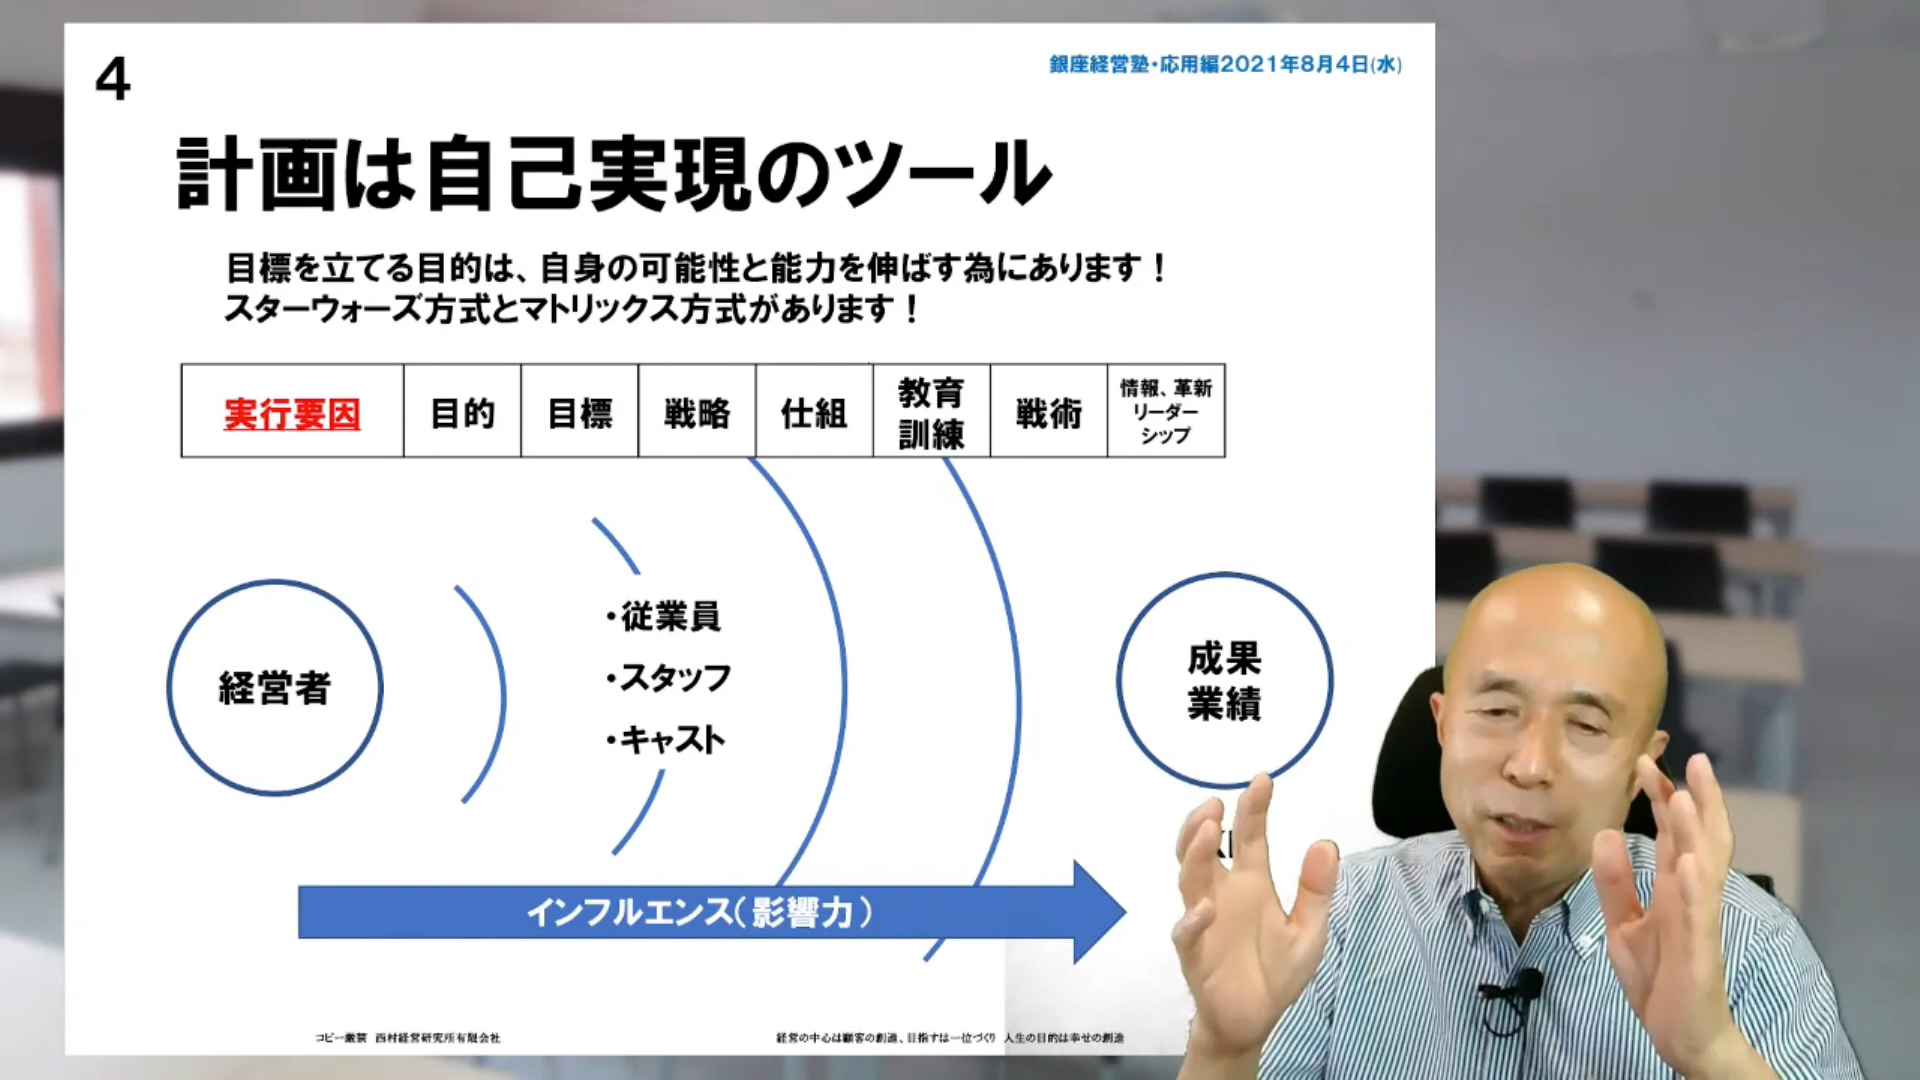 4
銀座経営塾・応用編2021年8月4日(水)
計画は自己実現のツール
目標を立てる目的は、自身の可能性と能力を伸ばす為にあります！
スターウォーズ方式とマトリックス方式があります！
実行要因
目的
目標
戦略
仕組
教育
訓練
戦術
情報、革新
リーダー
シップ
経営者
・従業員
・スタッフ
・キャスト
成果
業績
インフルエンス（影響力）
コピー厳禁 西村経営研究所有限会社
経営の中心は顧客の創造、目指すは一位づくり 人生の目的は幸せの創造